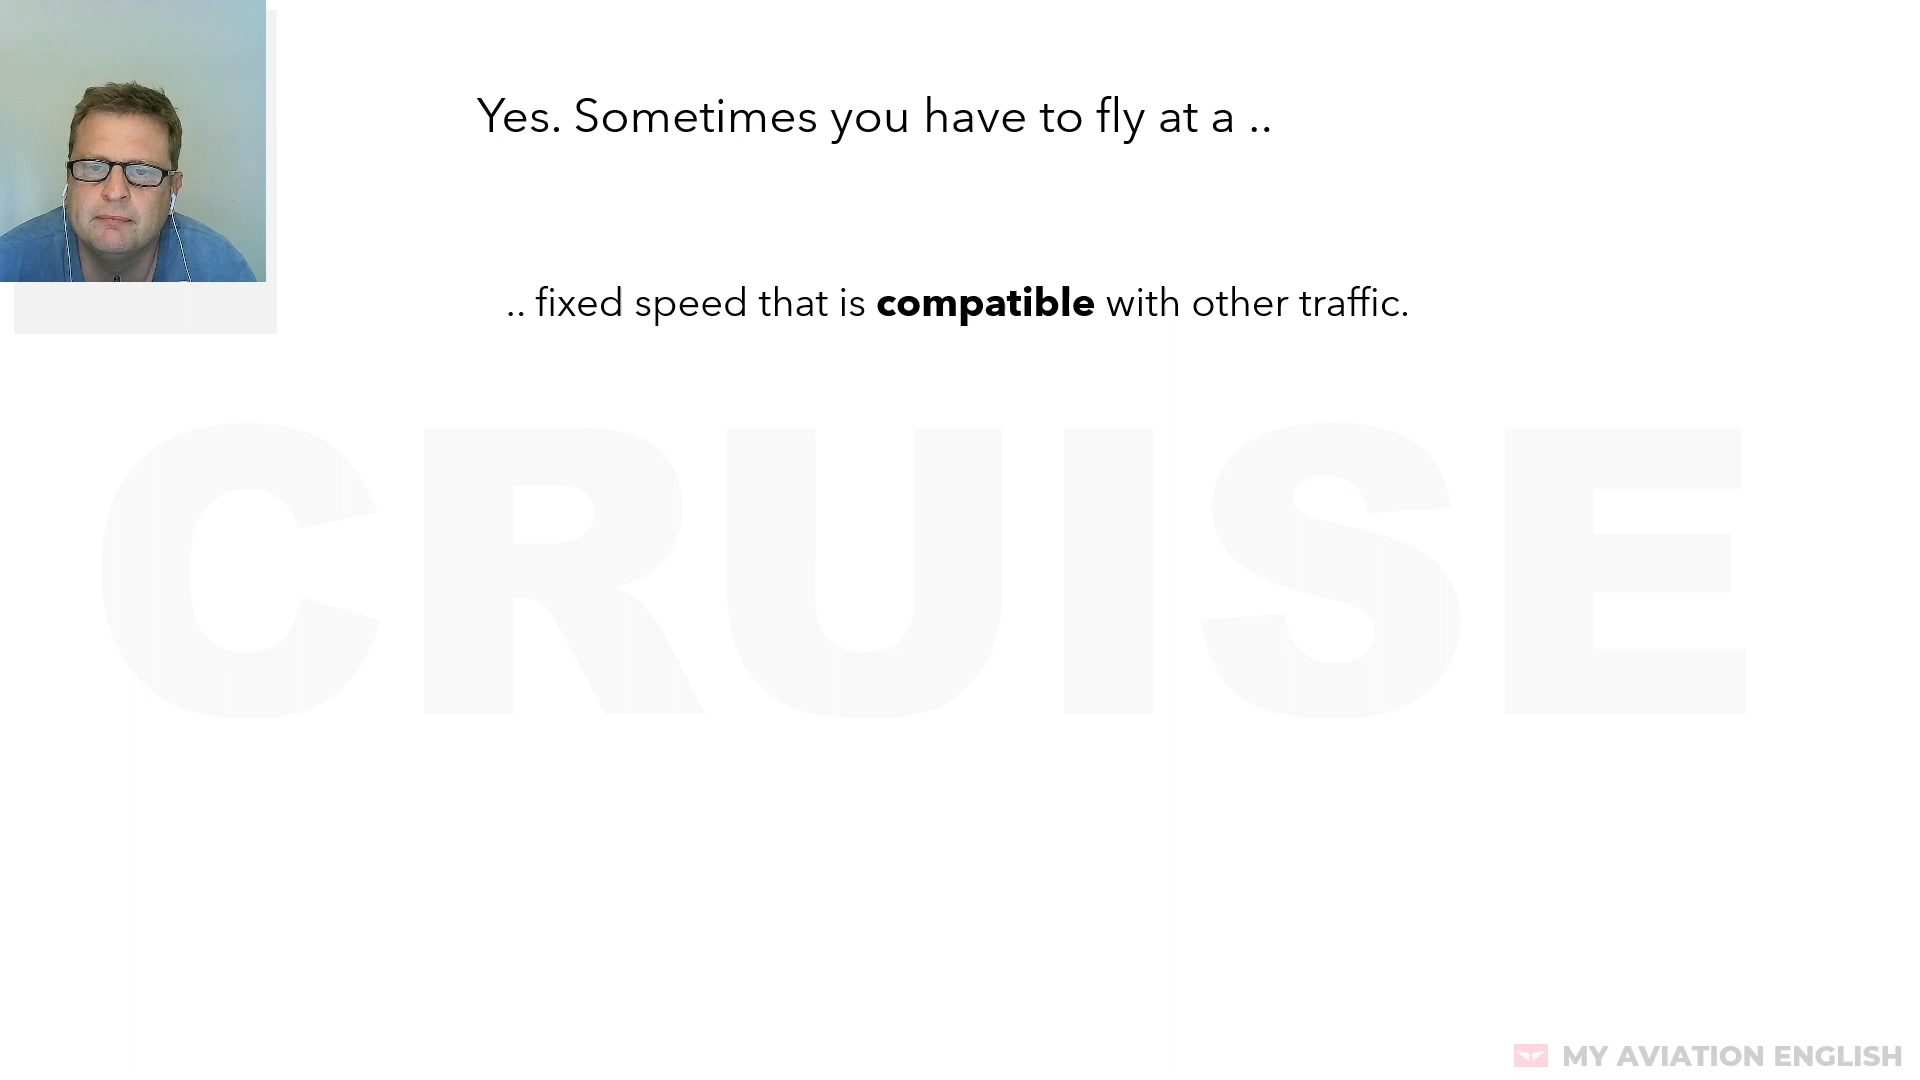 Yes. Sometimes you have to fly at a ..
.. fixed speed that is compatible with other traffic.
CRUISE
MY AVIATION ENGLISH